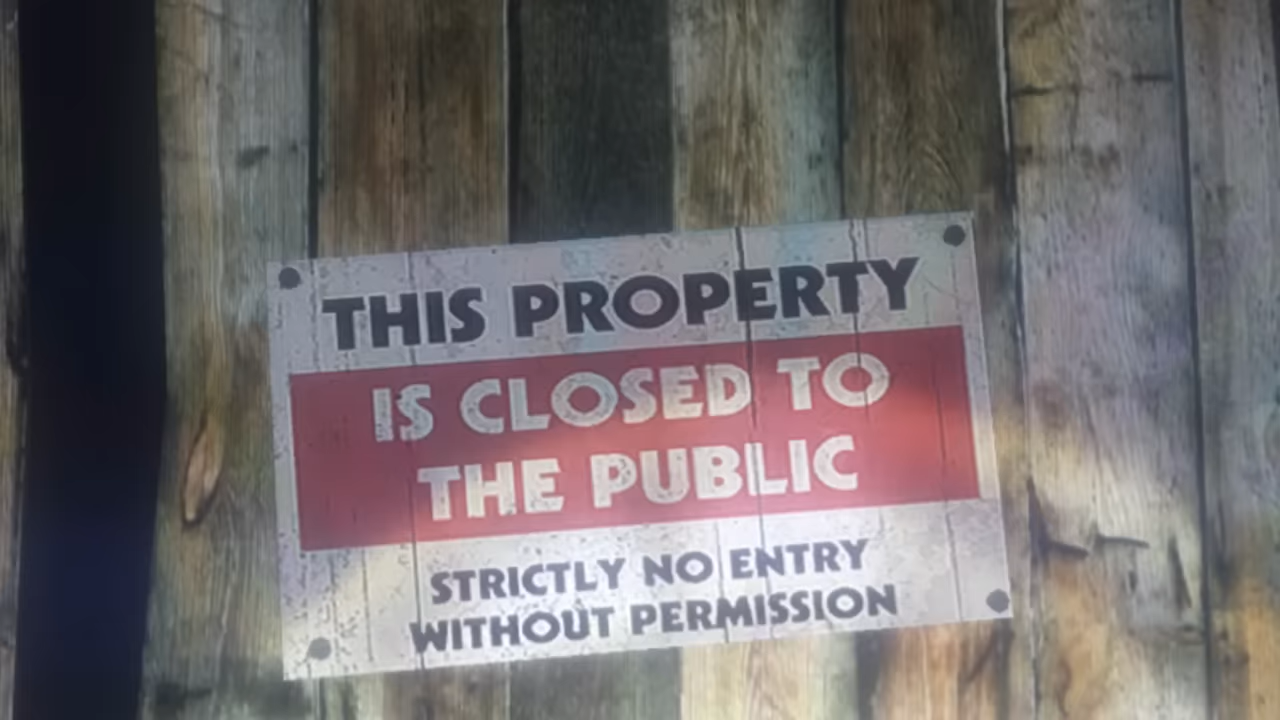 THIS PROPERTY
IS CLOSED TO
THE PUBLIC
STRICTLY NO ENTRY
WITHOUT PERMISSION